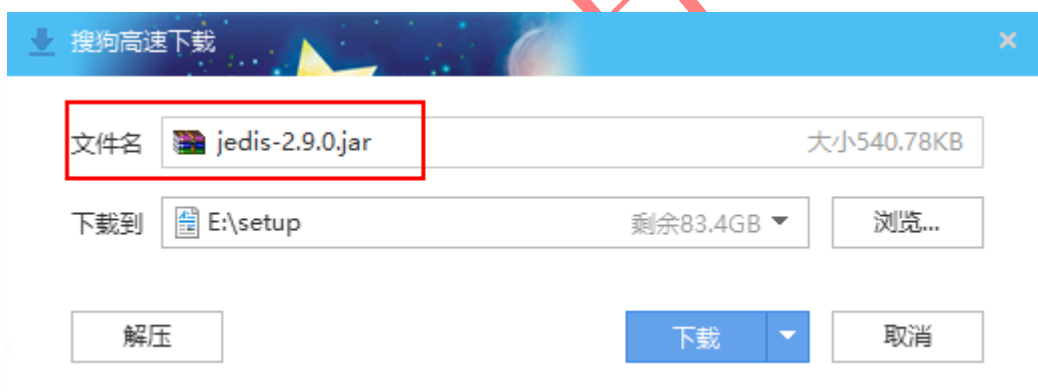 搜狗高速下载
文件名 jedis-2.9.0.jar 大小540.78KB
下载到 E:\setup 剩余83.4GB 浏览...
解压 下载 取消